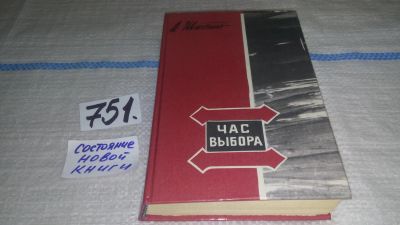 ЧАС
ВЫБОРА
751.
СОСТОЯНИЕ
НОВОЙ
КНИГИ